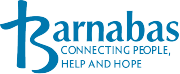 Barnabas
CONNECTING PEOPLE,
HELP AND HOPE